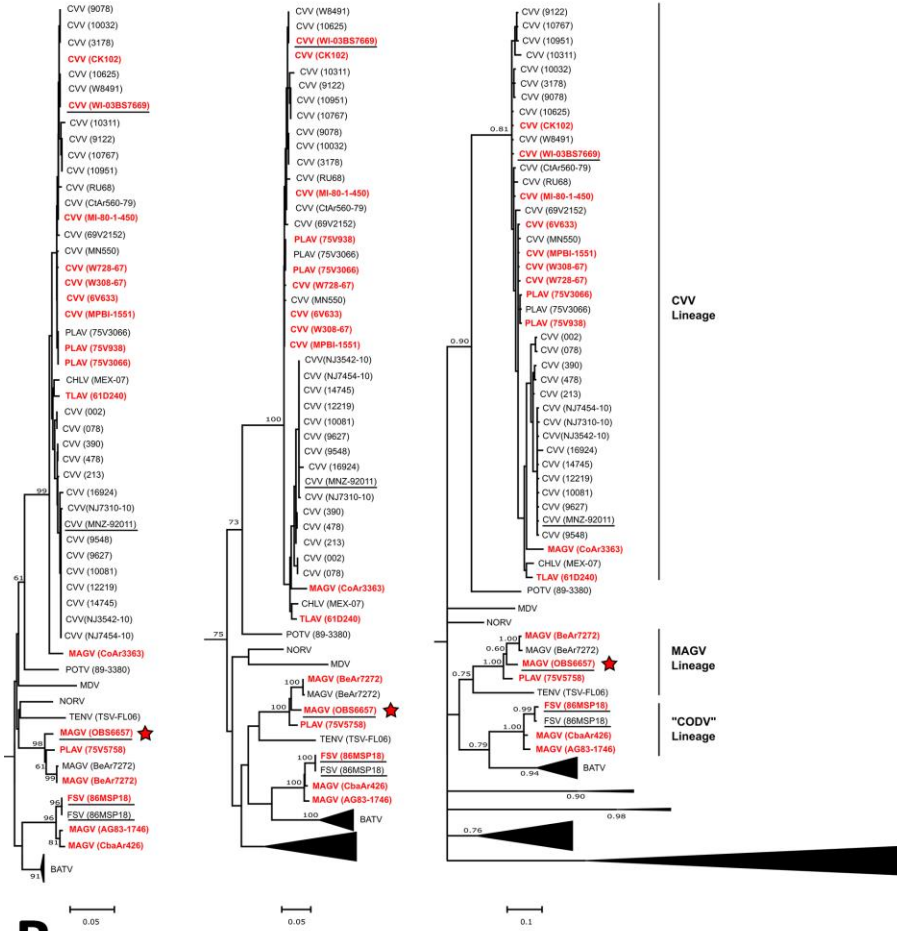 CVV (9078)
CVV (10032)
CVV (3178)
CVV (CK102)
CVV (10625)
CVV (W8491)
CVV (WI-03BS7669)
CVV (10311)
CVV (9122)
CVV (10767)
CVV (10951)
CVV (RU68)
CVV (CtAr560-79)
CVV (MI-80-1-450)
CVV (69V2152)
CVV (MN550)
CVV (W728-67)
CVV (W308-67)
CVV (6V633)
CVV (MPBI-1551)
PLAV (75V3066)
PLAV (75V938)
PLAV (75V3066)
CHLV (MEX-07)
TLAV (61D240)
CVV (002)
CVV (078)
CVV (390)
CVV (478)
CVV (213)
99
CVV (16924)
CVV(NJ7310-10)
CVV (MNZ-92011)
CVV (9548)
CVV (9627)
CVV (10081)
61
CVV (12219)
CVV (14745)
CVV(NJ3542-10)
CVV (NJ7454-10)
MAGV (CoAr3363)
POTV (89-3380)
MDV
NORV
TENV (TSV-FL06)
MAGV (OBS6657)
98
PLAV (75V5758)
61
MAGV (BeAr7272)
99
MAGV (BeAr7272)
FSV (86MSP18)
96
FSV (86MSP18)
96
MAGV (AG83-1746)
81
MAGV (CbaAr426)
BATV
91
0.05
CVV (W8491)
CVV (10625)
CVV (WI-03BS7669)
CVV (CK102)
CVV (10311)
CVV (9122)
CVV (10951)
CVV (10767)
CVV (9078)
CVV (10032)
CVV (3178)
CVV (RU68)
CVV (MI-80-1-450)
CVV (CtAr560-79)
CVV (69V2152)
PLAV (75V938)
PLAV (75V3066)
PLAV (75V3066)
CVV (W728-67)
CVV (MN550)
CVV (6V633)
CVV (W308-67)
CVV (MPBI-1551)
CVV(NJ3542-10)
CVV (NJ7454-10)
CVV (14745)
CVV (12219)
100
CVV (10081)
CVV (9627)
CVV (9548)
CVV (16924)
CVV (MNZ-92011)
CVV(NJ7310-10)
CVV (390)
73
CVV (478)
CVV (213)
CVV (002)
CVV (078)
MAGV (CoAr3363)
CHLV (MEX-07)
TLAV (61D240)
75
POTV (89-3380)
NORV
MDV
MAGV (BeAr7272)
100
MAGV (BeAr7272)
100
MAGV (OBS6657)
PLAV (75V5758)
TENV (TSV-FL06)
FSV (86MSP18)
100
FSV (86MSP18)
100
MAGV (CbaAr426)
MAGV (AG83-1746)
100
BATV
0.05
CVV (9122)
CVV (10767)
CVV (10951)
CVV (10311)
CVV (10032)
CVV (3178)
CVV (9078)
CVV (10625)
CVV (CK102)
0.81
CVV (W8491)
CVV (WI-03BS7669)
CVV (CtAr560-79)
CVV (RU68)
CVV (MI-80-1-450)
CVV (69V2152)
CVV (6V633)
CVV (MN550)
CVV (MPBI-1551)
CVV (W308-67)
CVV (W728-67)
PLAV (75V3066)
PLAV (75V3066)
PLAV (75V938)
CVV (002)
0.90
CVV (078)
CVV (390)
CVV (478)
CVV (213)
CVV (NJ7454-10)
CVV (NJ7310-10)
CVV(NJ3542-10)
CVV (16924)
CVV (14745)
CVV (12219)
CVV (10081)
CVV (9627)
CVV (MNZ-92011)
CVV (9548)
MAGV (CoAr3363)
CHLV (MEX-07)
TLAV (61D240)
POTV (89-3380)
MDV
NORV
1.00
MAGV (BeAr7272)
0.60
MAGV (BeAr7272)
1.00
MAGV (OBS6657)
0.75
PLAV (75V5758)
TENV (TSV-FL06)
0.99
FSV (86MSP18)
FSV (86MSP18)
1.00
MAGV (CbaAr426)
0.79
MAGV (AG83-1746)
BATV
0.94
0.90
0.98
0.76
0.1
CVV
Lineage
MAGV
Lineage
"CODV"
Lineage